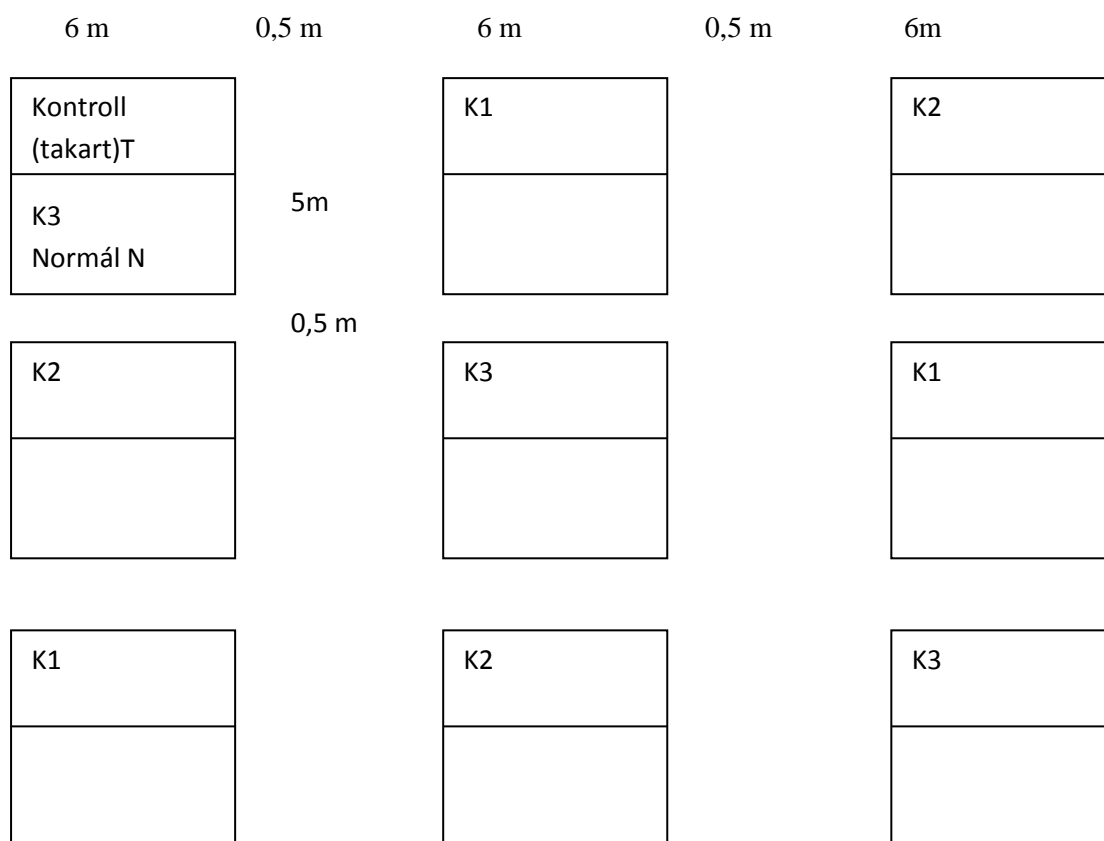 6 m 0,5 m 6 m 0,5 m 6m
Kontroll
(takart)T
K1
K2
K3
Normál N
5m
0,5 m
K2
K3
K1
K1
K2
K3